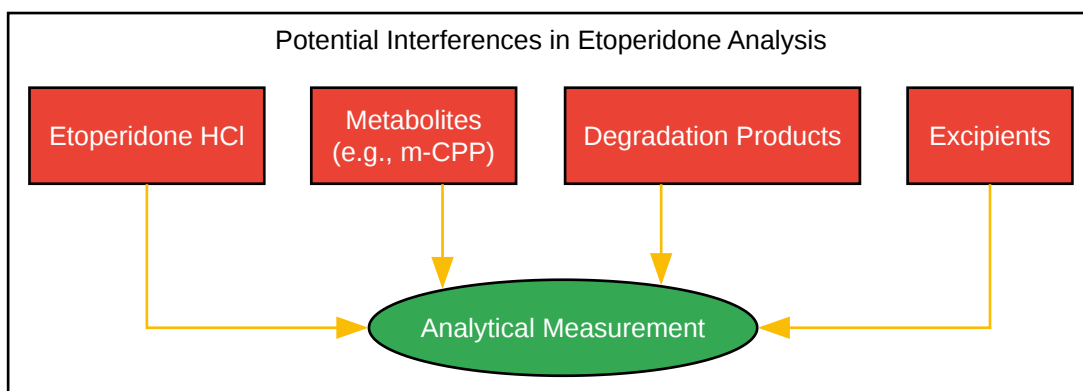 Potential Interferences in Etoperidone Analysis
Etoperidone HCl
Metabolites
(e.g., m-CPP)
Degradation Products
Excipients
Analytical Measurement